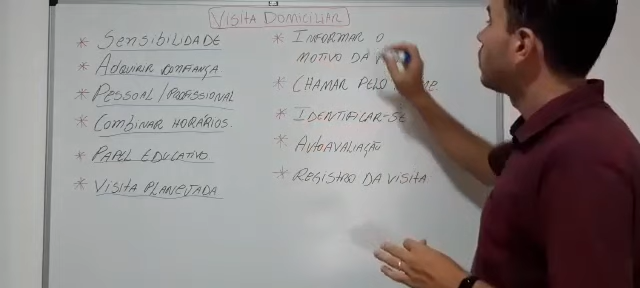 VISITA DOMICILIAR
* SENSIBILIDADE
* ADQUIRIR CONFIANÇA
* PESSOAL / PROFISSIONAL
* COMBINAR HORÁRIOS.
* PAPEL EDUCATIVO
* VISITA PLANEJADA
* INFORMAR O
MOTIVO DA
* CHAMAR PELO
* IDENTIFICAR-SE
* AUTOAVALIAÇÃO
* REGISTRO DA VISITA